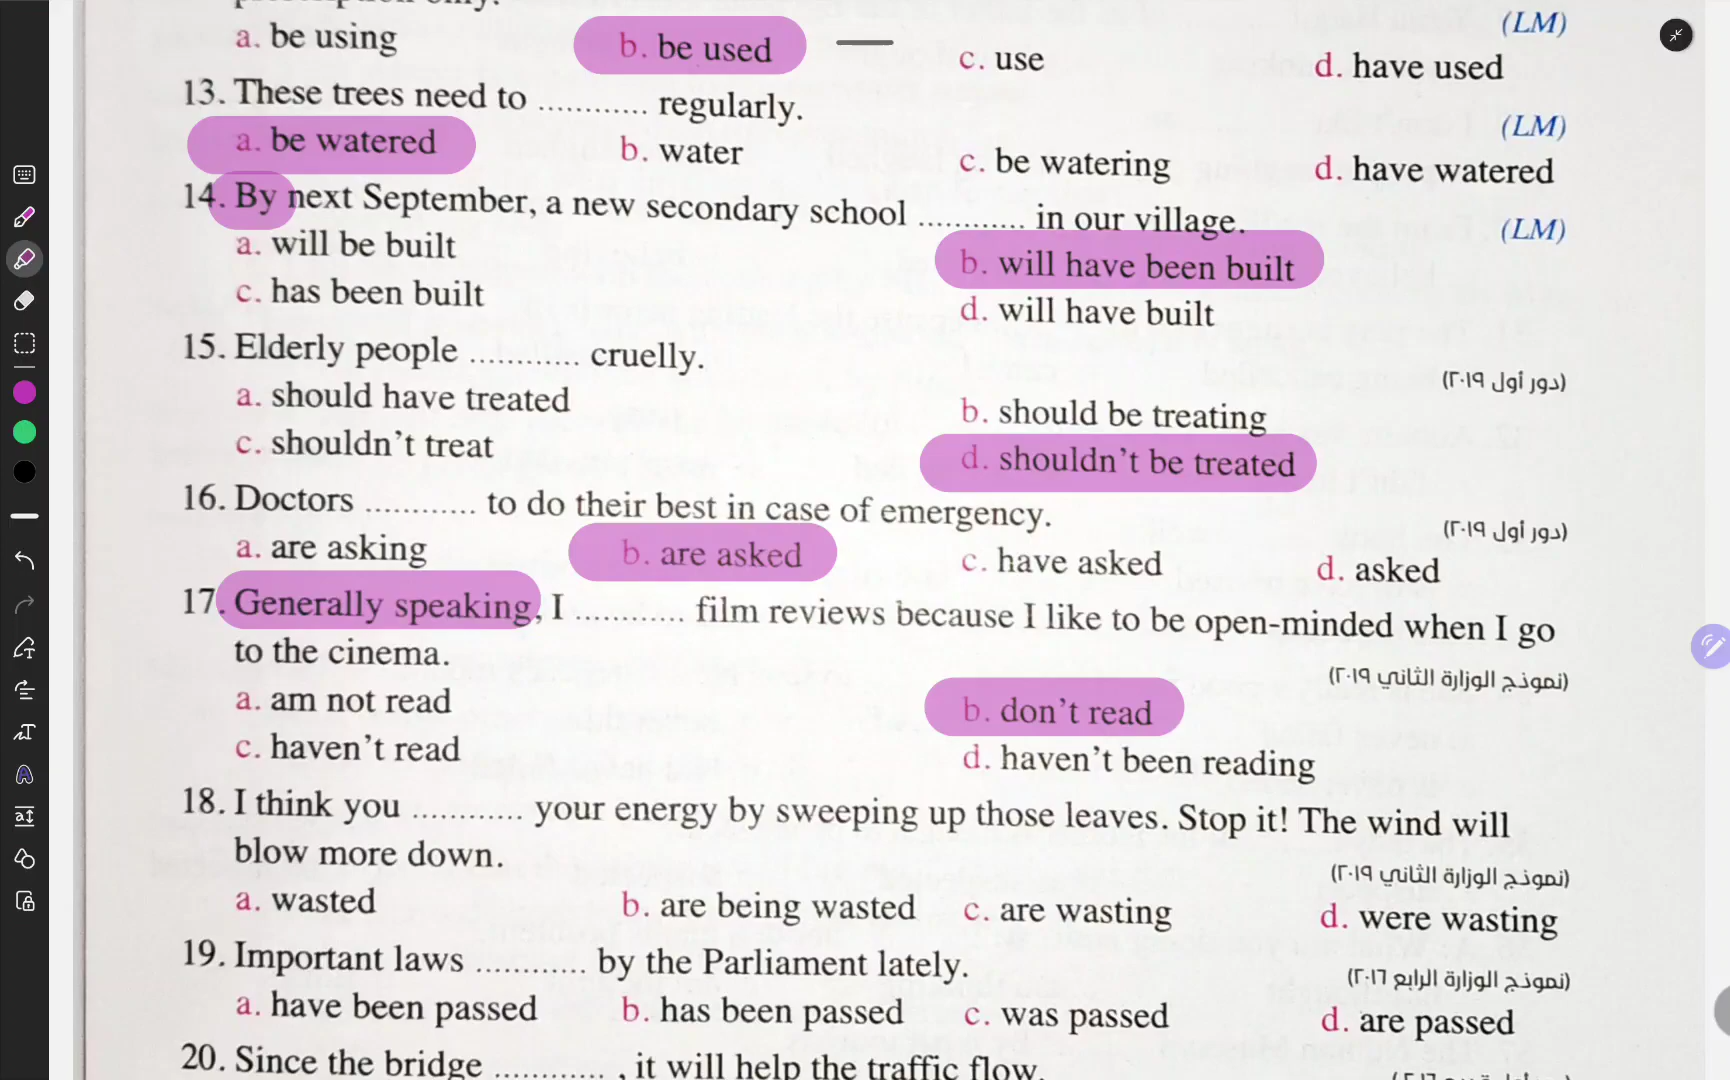 a. be using b. be used c. use d. have used (LM)
13. These trees need to ............ regularly.
a. be watered b. water c. be watering d. have watered (LM)
14. By next September, a new secondary school ............ in our village. (LM)
a. will be built b. will have been built
c. has been built d. will have built
15. Elderly people ............ cruelly. (دور أول ٢٠١٩)
a. should have treated b. should be treating
c. shouldn’t treat d. shouldn’t be treated
16. Doctors ............ to do their best in case of emergency. (دور أول ٢٠١٩)
a. are asking b. are asked c. have asked d. asked
17. Generally speaking, I ............ film reviews because I like to be open-minded when I go
to the cinema. (نموذج الوزارة الثاني ٢٠١٩)
a. am not read b. don’t read
c. haven’t read d. haven’t been reading
18. I think you ............ your energy by sweeping up those leaves. Stop it! The wind will
blow more down. (نموذج الوزارة الثاني ٢٠١٩)
a. wasted b. are being wasted c. are wasting d. were wasting
19. Important laws ............ by the Parliament lately. (نموذج الوزارة الرابع ٢٠١٦)
a. have been passed b. has been passed c. was passed d. are passed
20. Since the bridge ............ , it will help the traffic flow.